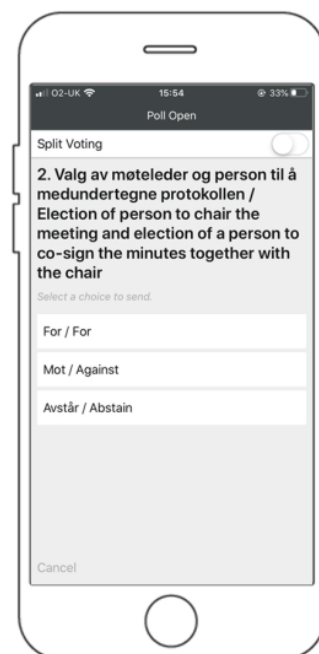 O2-UK 15:54 33%
Poll Open
Split Voting
2. Valg av møteleder og person til å
medundertegne protokollen /
Election of person to chair the
meeting and election of a person to
co-sign the minutes together with
the chair
Select a choice to send.
For / For
Mot / Against
Avstår / Abstain
Cancel